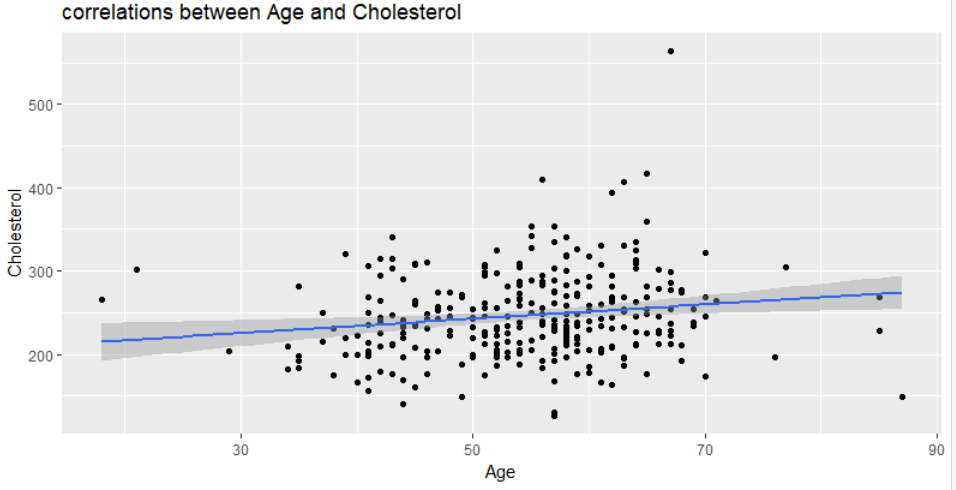 correlations between Age and Cholesterol
500
400
300
200
Cholesterol
30 50 70 90
Age